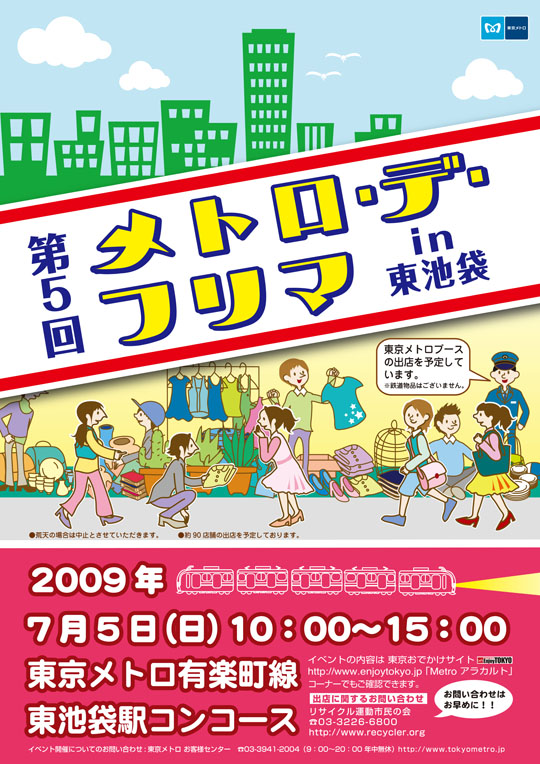 東京メトロ
第5回
メトロ・デ・
フリマ
in
東池袋
東京メトロブース
の出店を予定して
います。
※鉄道物品はございません。
●荒天の場合は中止とさせていただきます。 ●約90店舗の出店を予定しております。
2009年
7月5日(日)10:00〜15:00
東京メトロ有楽町線
東池袋駅コンコース
イベントの内容は 東京おでかけサイト EnjoyTOKYO
http://www.enjoytokyo.jp「Metro アラカルト」
コーナーでもご確認できます。
出店に関するお問い合わせ
リサイクル運動市民の会
☎03-3226-6800
http://www.recycler.org
お問い合わせは
お早めに!!
イベント開催についてのお問い合わせ:東京メトロ お客様センター ☎03-3941-2004(9:00〜20:00 年中無休)http://www.tokyometro.jp